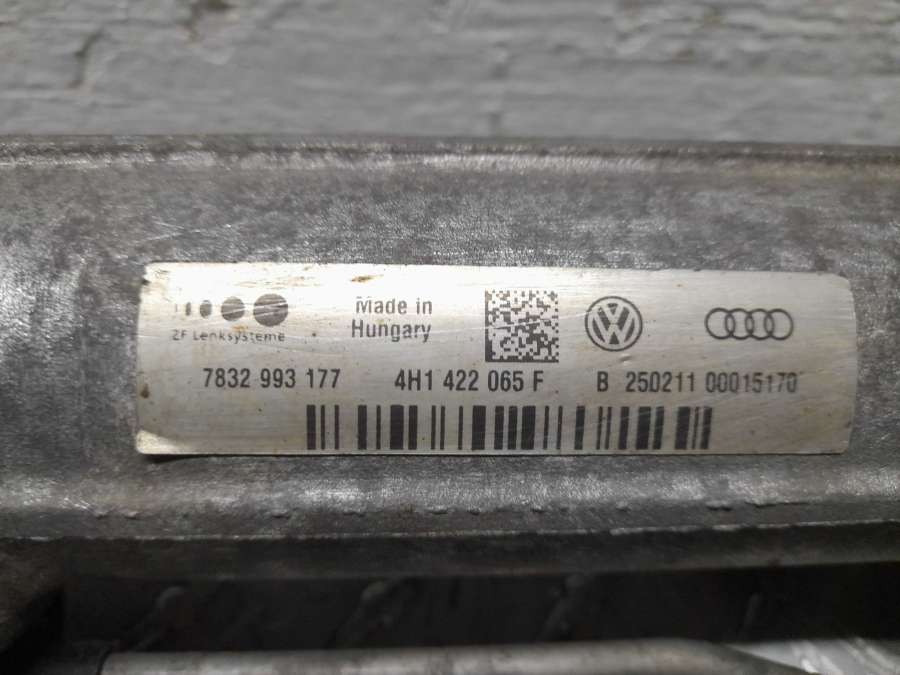 ZF Lenksysteme
Made in
Hungary
7832 993 177 4H1 422 065 F B 250211 00015170